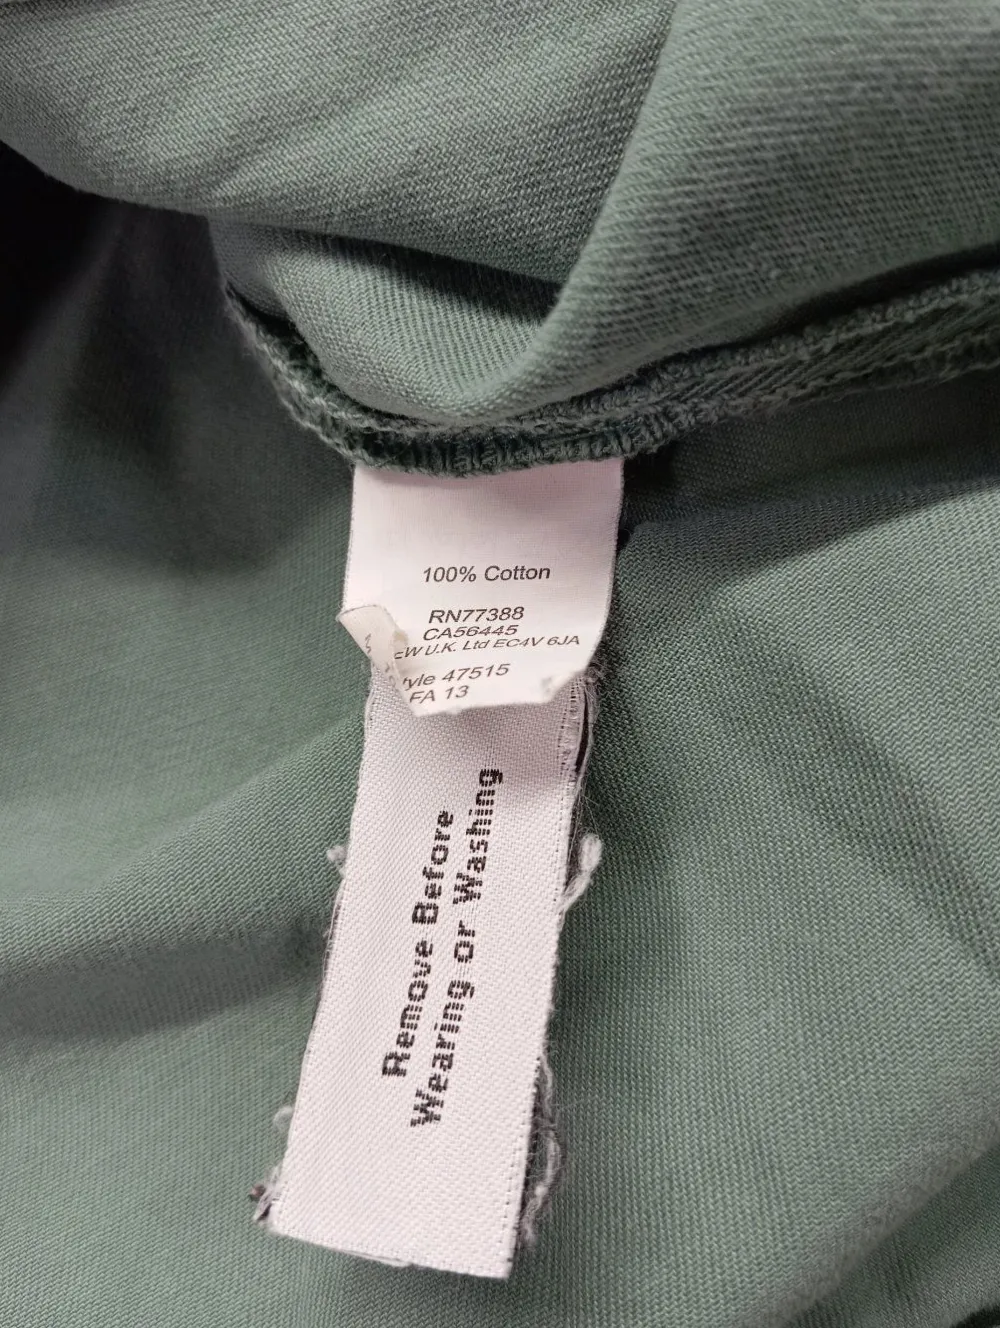 100% Cotton
RN77388
CA56445
U.K. Ltd EC4V 6JA
47515
FA 13
Remove Before
Wearing or Washing